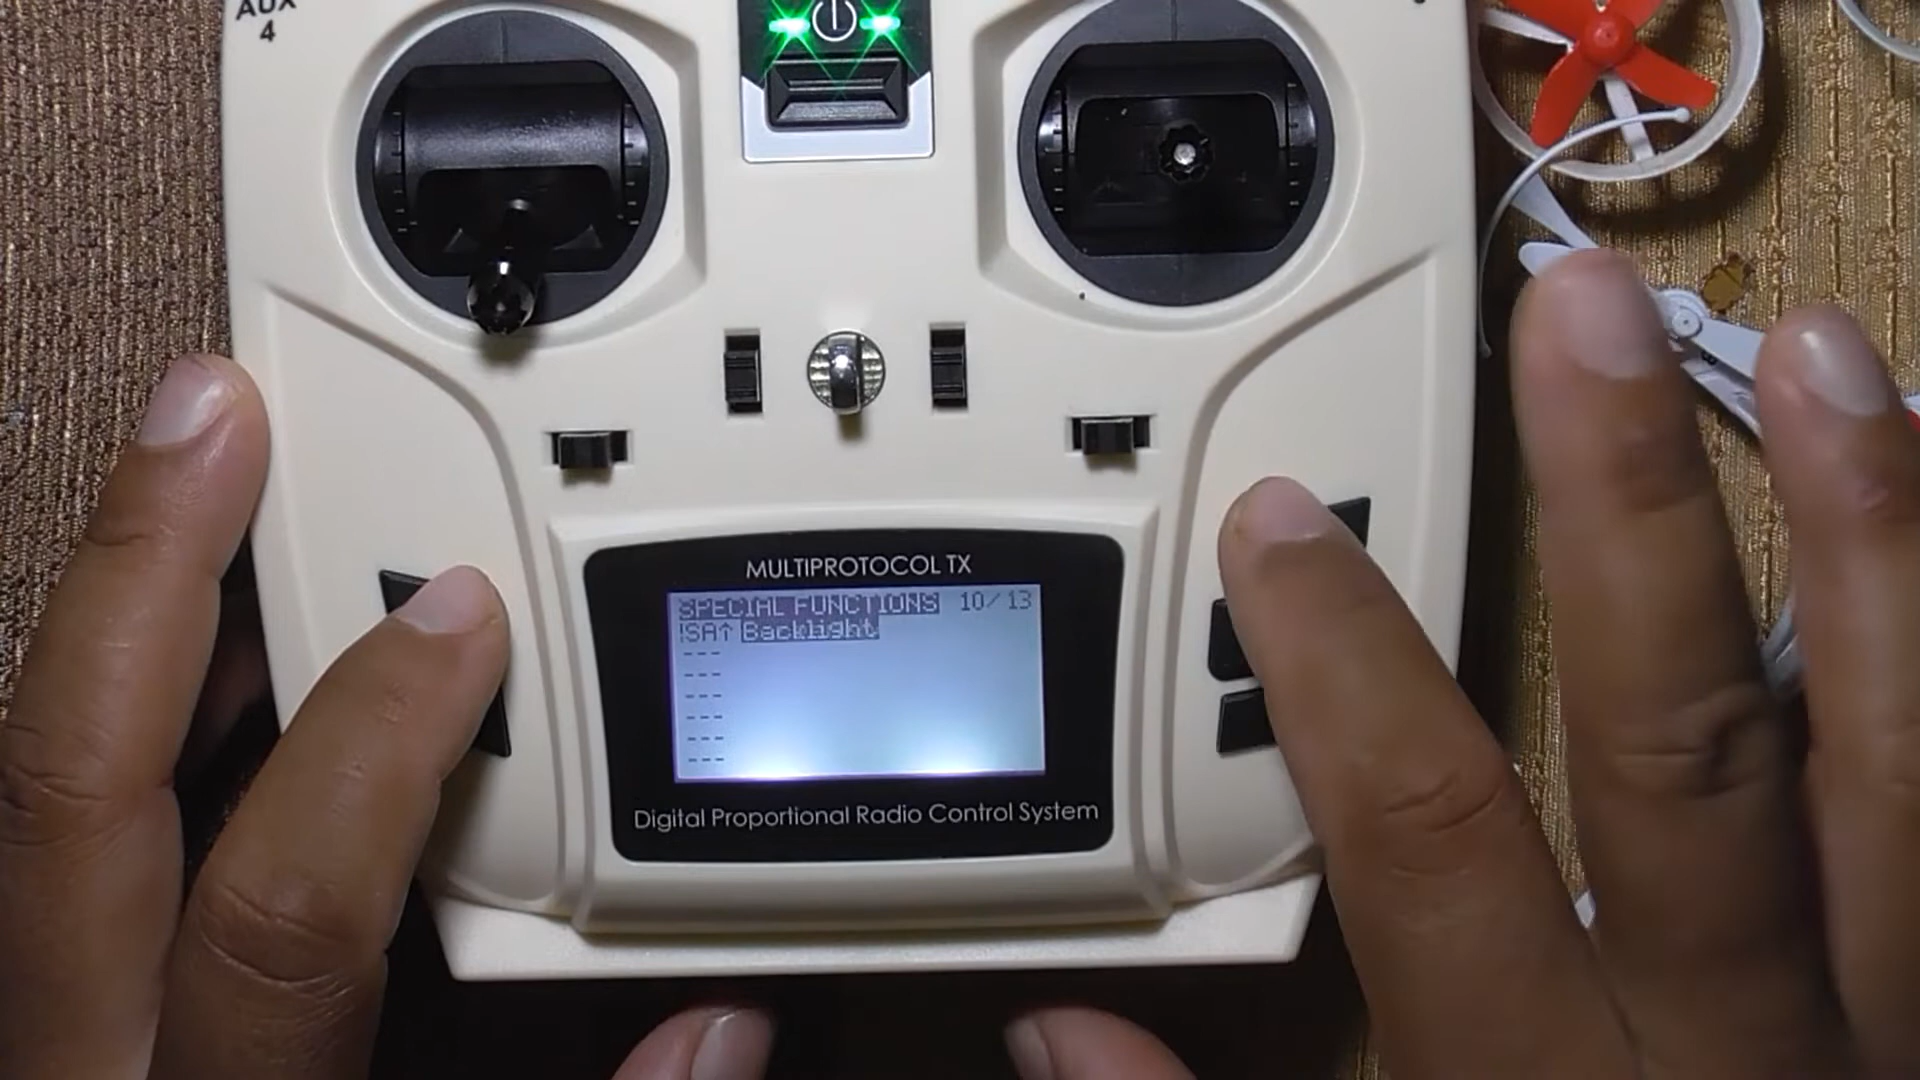 AUX
4
MULTIPROTOCOL TX
SPECIAL FUNCTIONS 10/13
!SA↑ Backlight
---
---
---
---
---
---
Digital Proportional Radio Control System